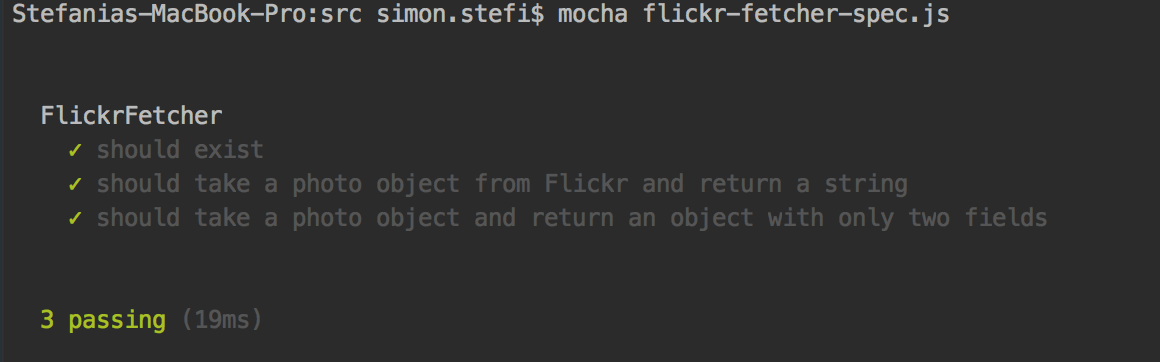 Stefanias-MacBook-Pro:src simon.stefi$ mocha flickr-fetcher-spec.js
FlickrFetcher
✓ should exist
✓ should take a photo object from Flickr and return a string
✓ should take a photo object and return an object with only two fields
3 passing (19ms)